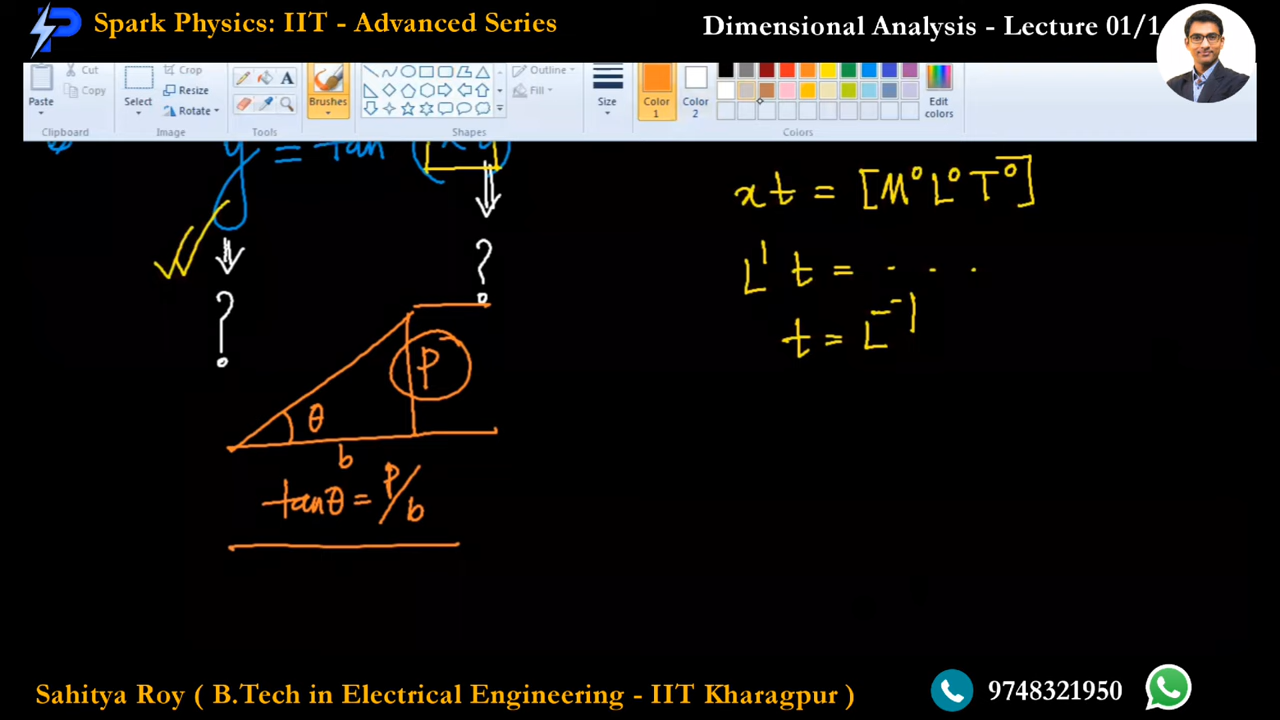 Spark Physics: IIT - Advanced Series
Dimensional Analysis - Lecture 01/1
Paste
Cut
Copy
Clipboard
Select
Crop
Resize
Rotate
Image
Tools
Brushes
Shapes
Outline
Fill
Size
Color 1
Color 2
Edit colors
Colors
y = tan
?
?
θ
P
b
tanθ = P/b
xt = [M⁰L⁰T⁰]
L¹ t = . . .
t = L⁻¹
Sahitya Roy ( B.Tech in Electrical Engineering - IIT Kharagpur )
9748321950